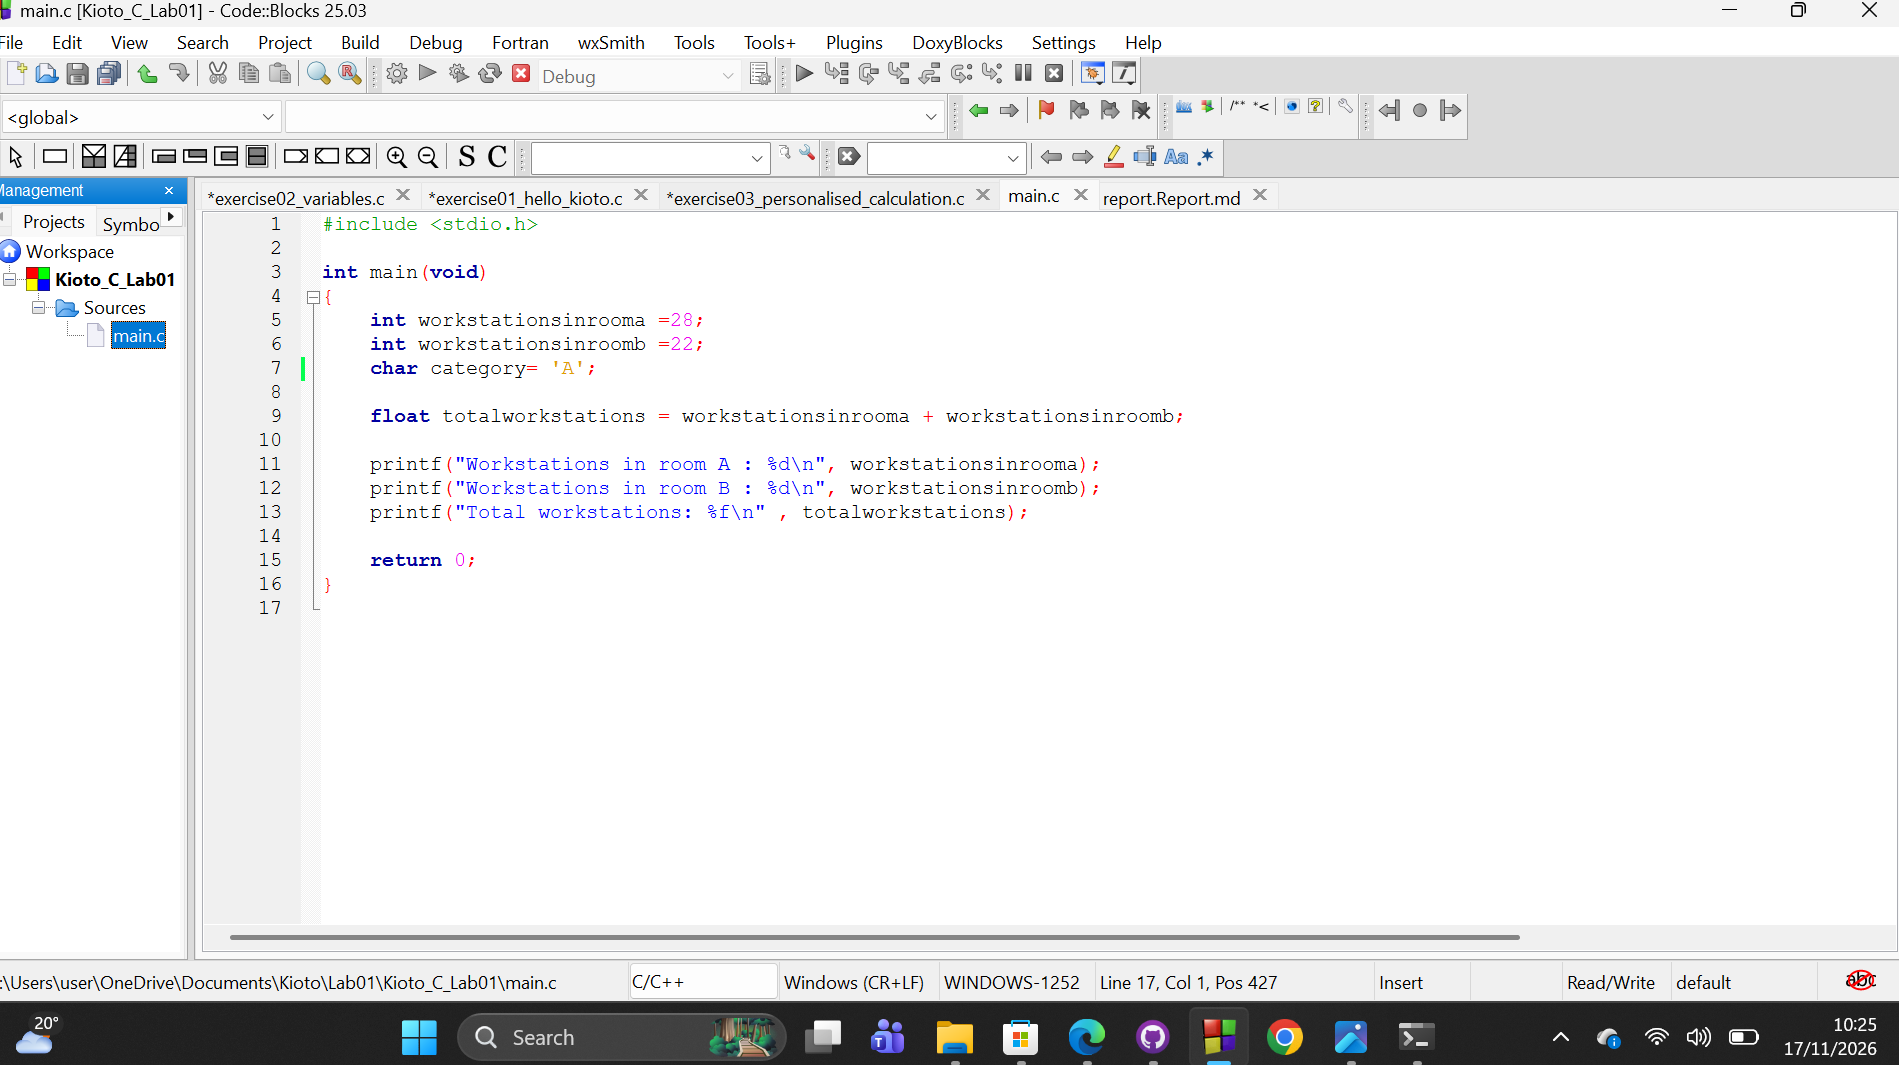 main.c [Kioto_C_Lab01] - Code::Blocks 25.03
File Edit View Search Project Build Debug Fortran wxSmith Tools Tools+ Plugins DoxyBlocks Settings Help
Debug
<global>
/** *<
S C
Aa .*
Management
Projects Symbo
*exercise02_variables.c *exercise01_hello_kioto.c *exercise03_personalised_calculation.c main.c report.Report.md
Workspace
Kioto_C_Lab01
Sources
main.c
1 #include <stdio.h>
2
3 int main(void)
4 {
5 int workstationsinrooma =28;
6 int workstationsinroomb =22;
7 char category= 'A';
8
9 float totalworkstations = workstationsinrooma + workstationsinroomb;
10
11 printf("Workstations in room A : %d\n", workstationsinrooma);
12 printf("Workstations in room B : %d\n", workstationsinroomb);
13 printf("Total workstations: %f\n" , totalworkstations);
14
15 return 0;
16 }
17
:\Users\user\OneDrive\Documents\Kioto\Lab01\Kioto_C_Lab01\main.c C/C++ Windows (CR+LF) WINDOWS-1252 Line 17, Col 1, Pos 427 Insert Read/Write default abc
20° Search 10:25
17/11/2026